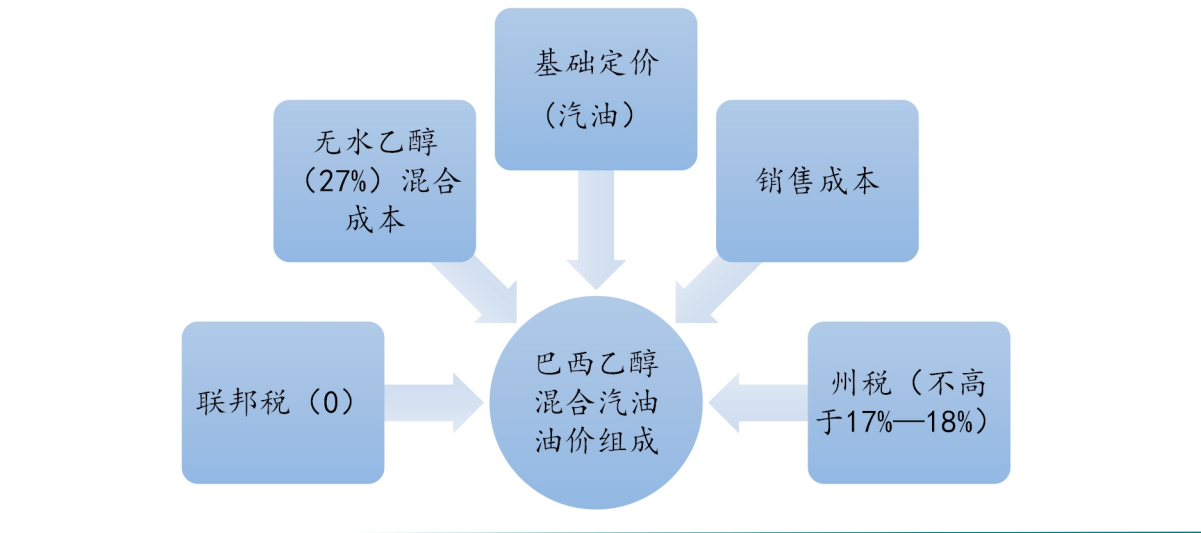 基础定价
(汽油）
无水乙醇
（27%）混合
成本
销售成本
联邦税（0）
巴西乙醇
混合汽油
油价组成
州税（不高
于17%—18%）